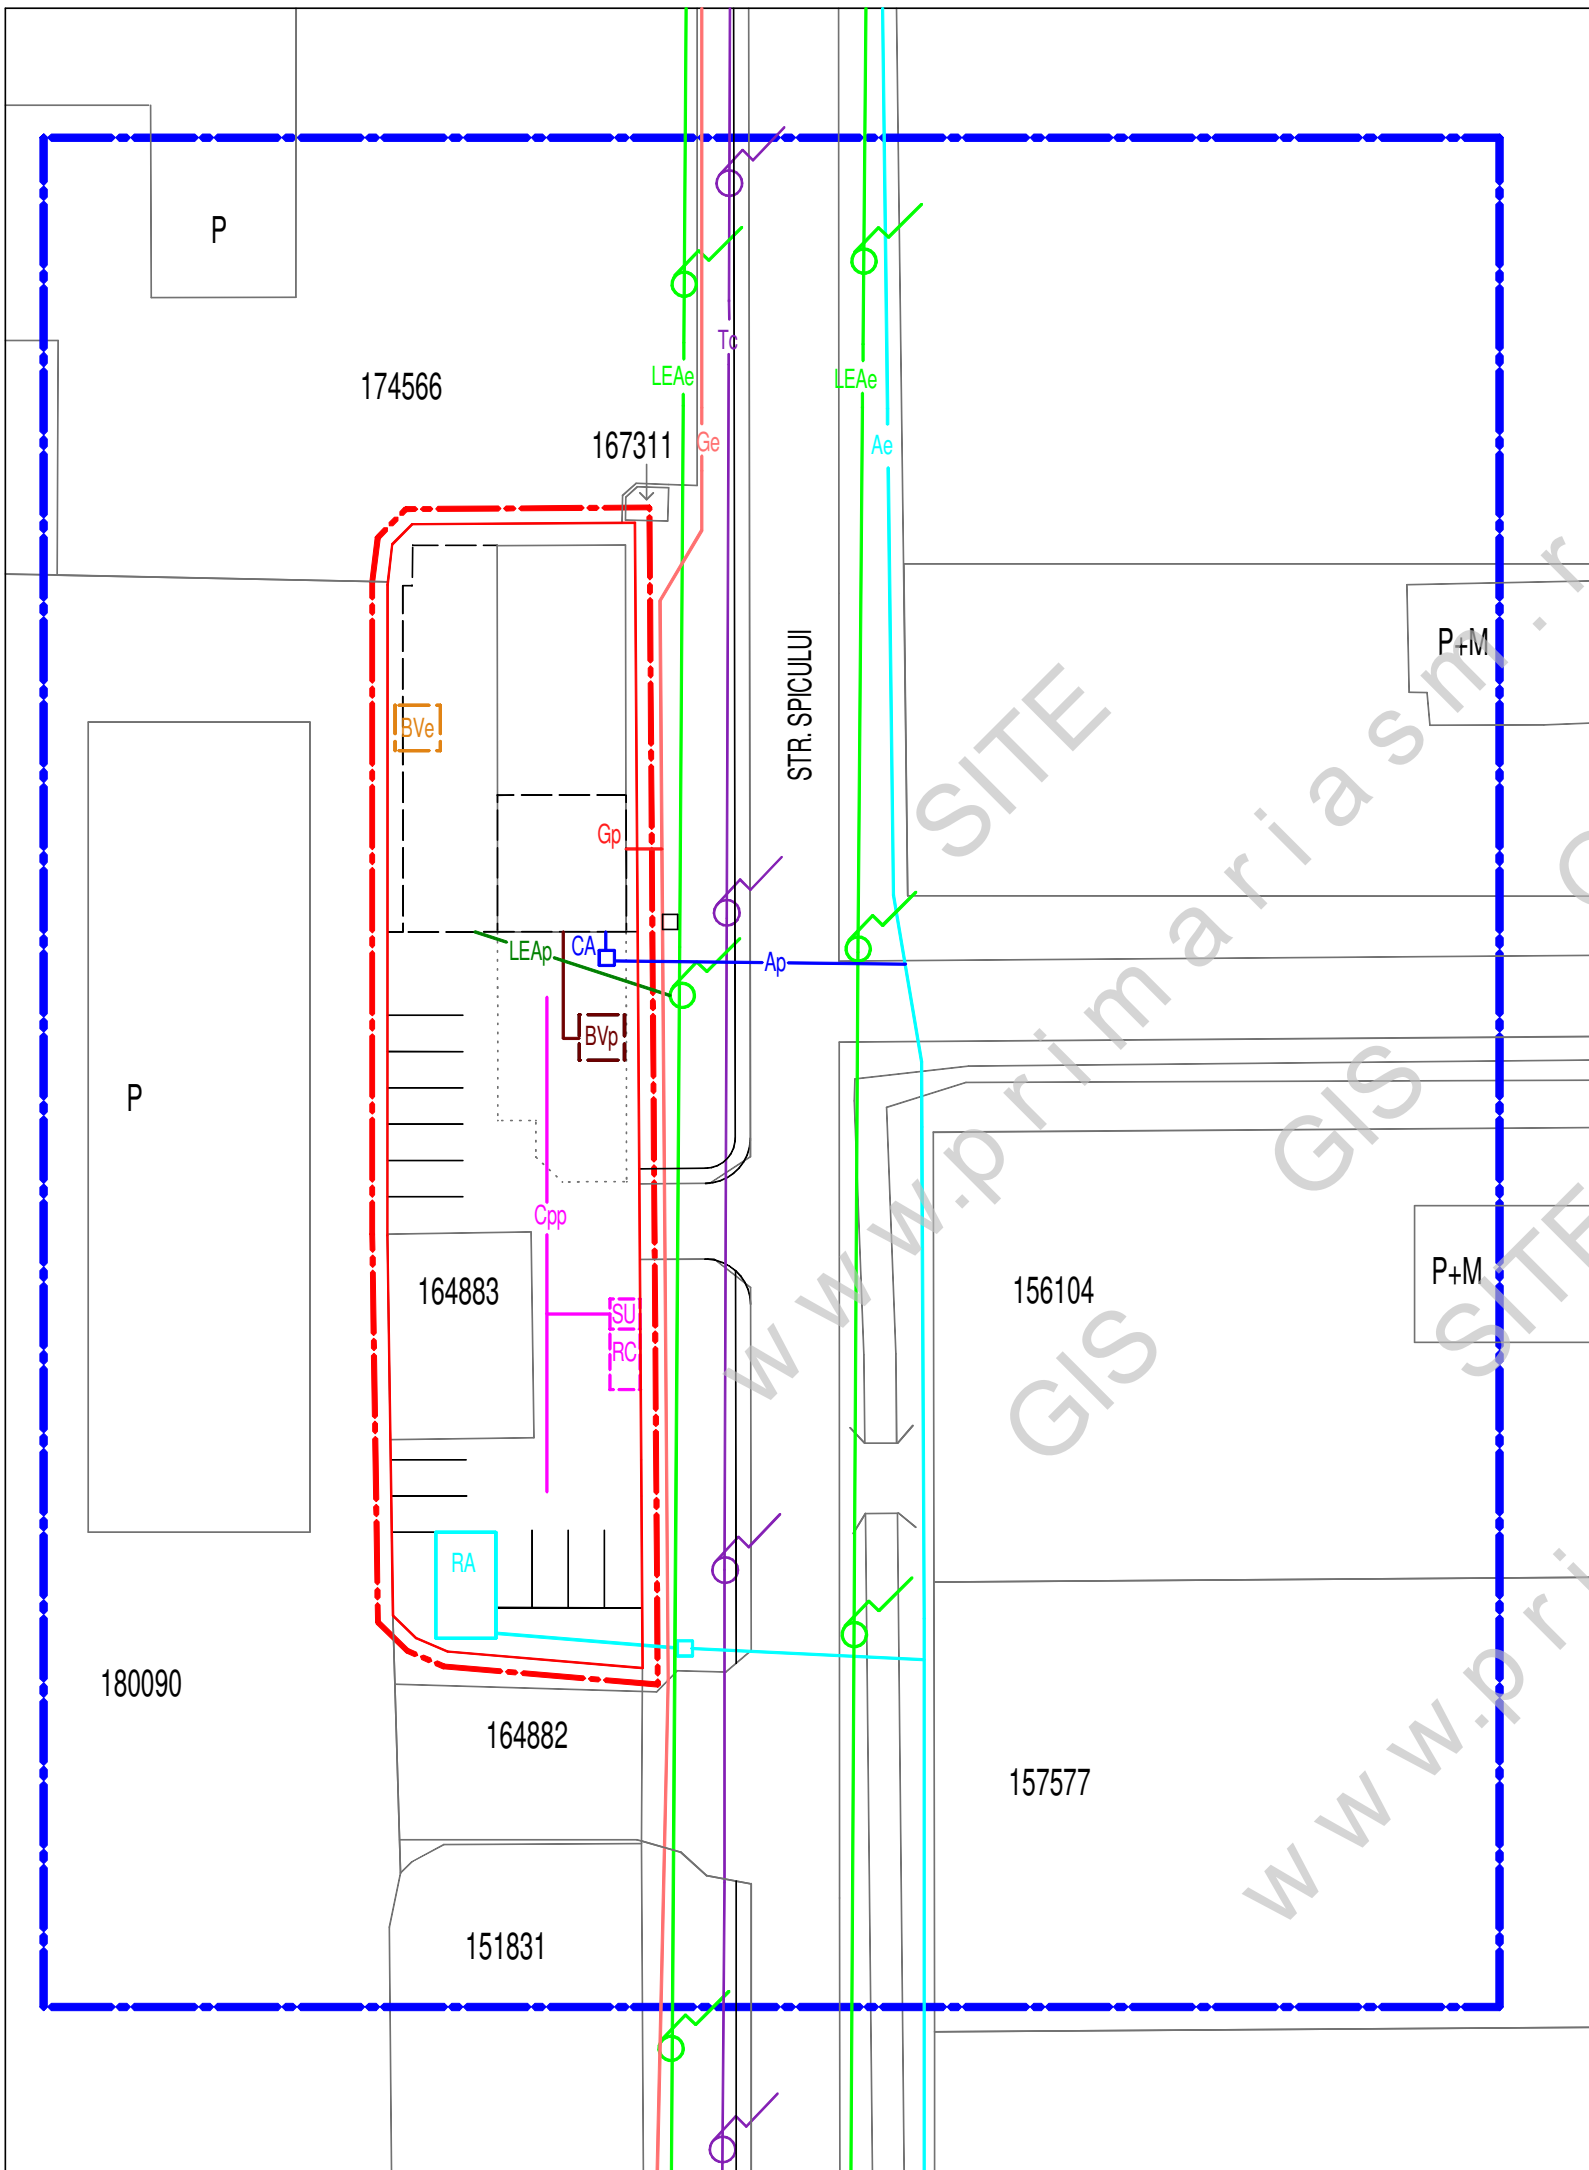 P
Tc
LEAe
LEAe
174566
167311
Ge
Ae
STR. SPICULUI
P+M
BVe
Gp
CA
LEAp
Ap
BVp
P
Cpp
164883
SU
RC
156104
P+M
RA
180090
164882
157577
151831
SITE
www.primariasm.r
GIS
GIS
SITE
www.pri